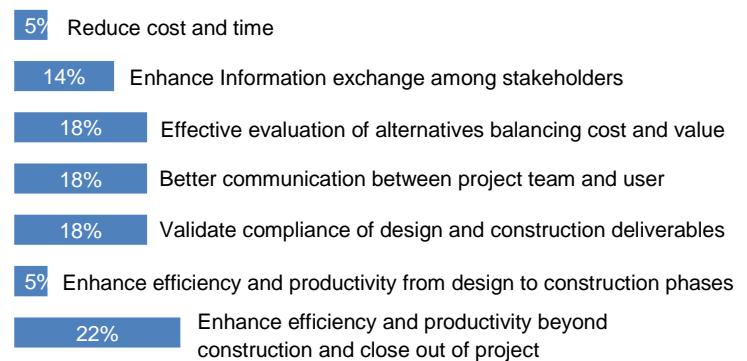 5% Reduce cost and time
14% Enhance Information exchange among stakeholders
18% Effective evaluation of alternatives balancing cost and value
18% Better communication between project team and user
18% Validate compliance of design and construction deliverables
5% Enhance efficiency and productivity from design to construction phases
22% Enhance efficiency and productivity beyond
construction and close out of project